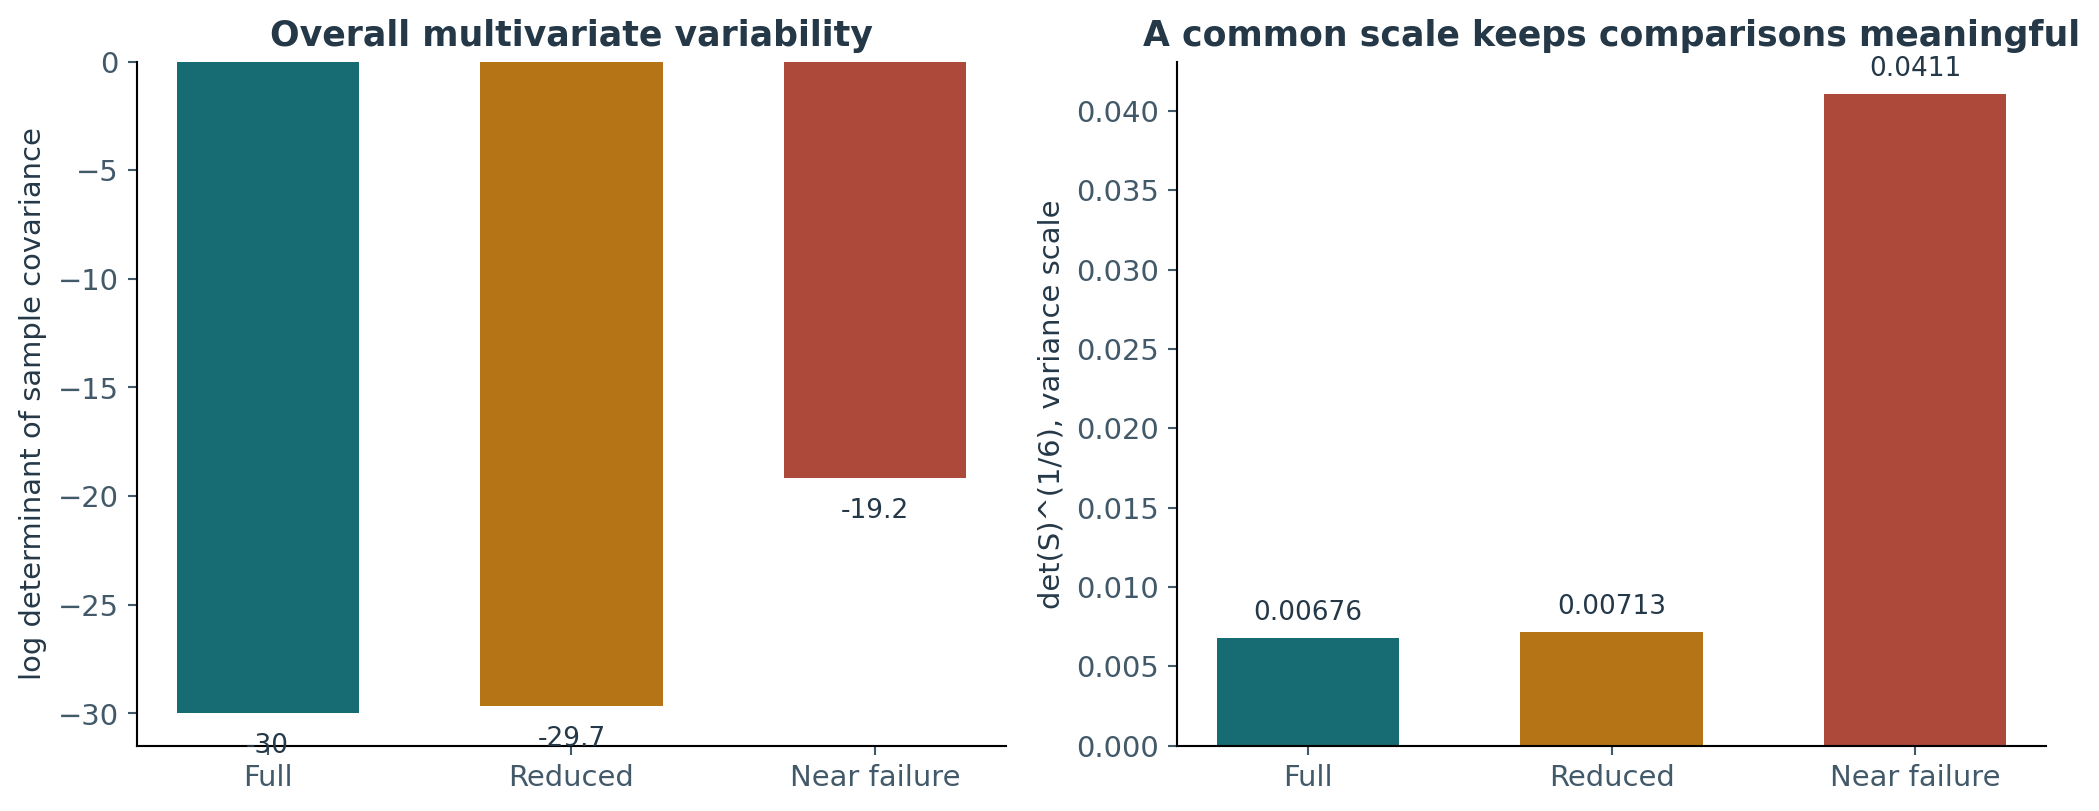 Overall multivariate variability
log determinant of sample covariance
0
−5
−10
−15
−20
−25
−30
-30
-29.7
-19.2
Full
Reduced
Near failure
A common scale keeps comparisons meaningful
det(S)^(1/6), variance scale
0.040
0.035
0.030
0.025
0.020
0.015
0.010
0.005
0.000
0.00676
0.00713
0.0411
Full
Reduced
Near failure